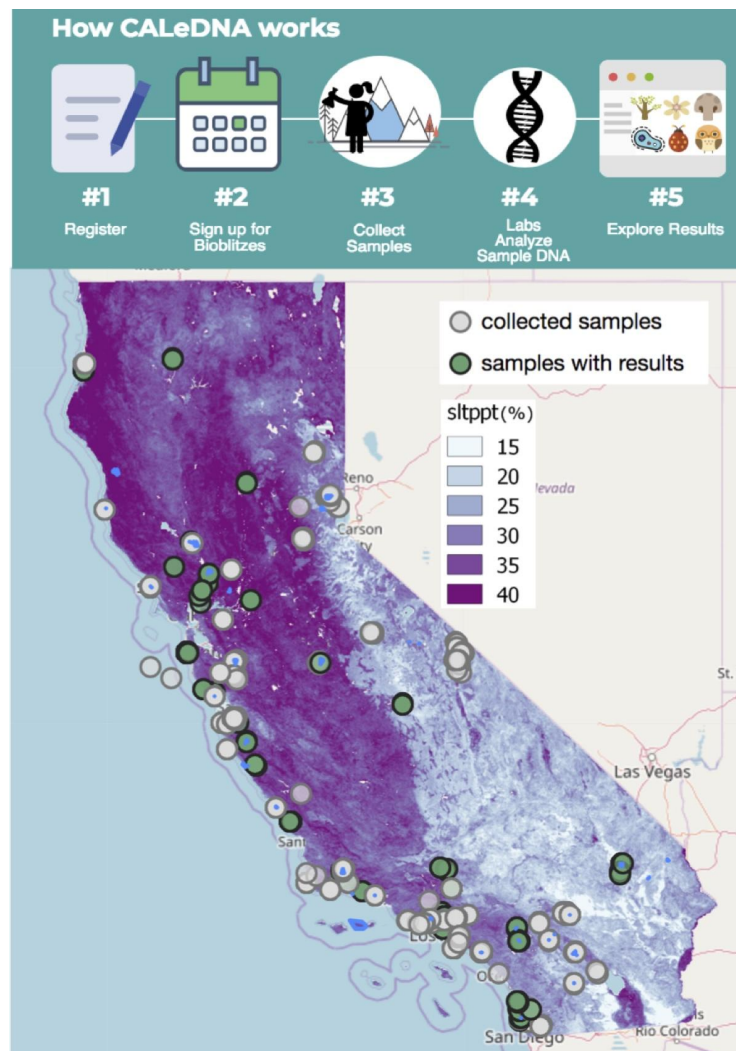 How CALeDNA works
#1
Register
#2
Sign up for
Bioblitzes
#3
Collect
Samples
#4
Labs
Analyze
Sample DNA
#5
Explore Results
collected samples
samples with results
sltppt(%)
15
20
25
30
35
40
Reno
Carson
Las Vegas
St.
Sant
Los
San Diego
Rio Colorado